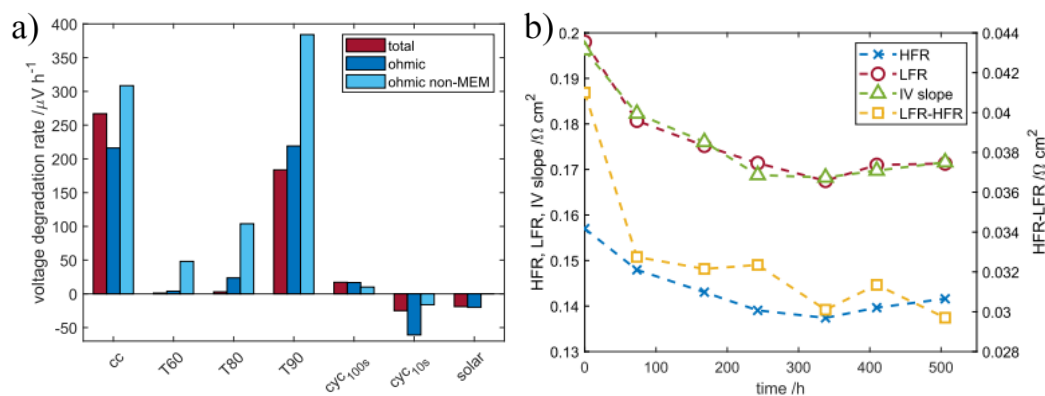 a)
400
350
300
250
200
150
100
50
0
-50
voltage degradation rate /μV h⁻¹
total
ohmic
ohmic non-MEM
cc
T60
T80
T90
cyc100s
cyc10s
solar
b)
0.2
0.19
0.18
0.17
0.16
0.15
0.14
0.13
HFR, LFR, IV slope /Ω cm²
HFR
LFR
IV slope
LFR-HFR
0.044
0.042
0.04
0.038
0.036
0.034
0.032
0.03
0.028
HFR-LFR /Ω cm²
0 100 200 300 400 500
time /h